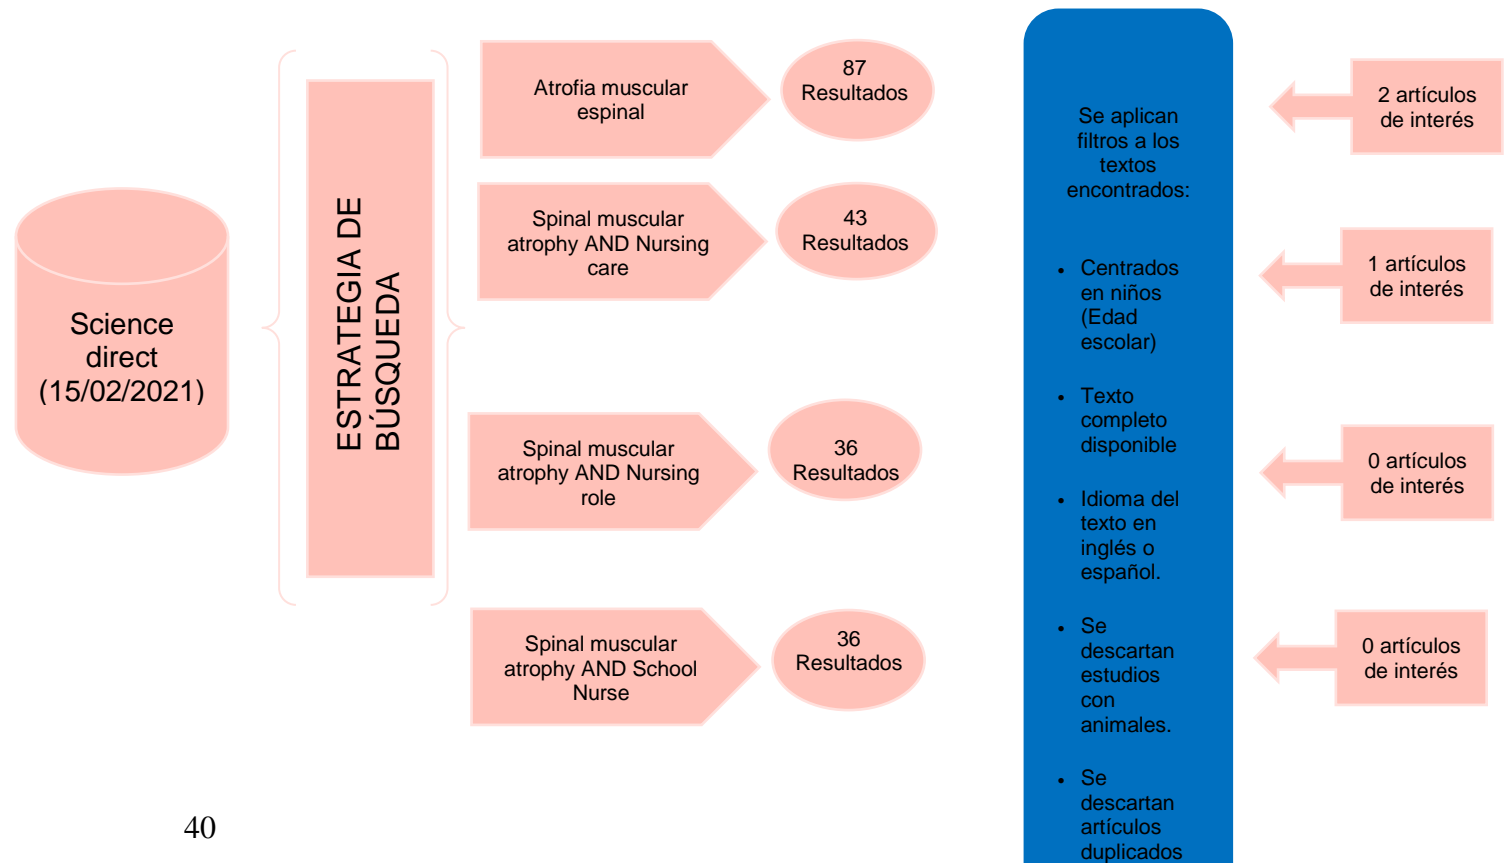 Science
direct
(15/02/2021)
ESTRATEGIA DE
BÚSQUEDA
Atrofia muscular
espinal
87
Resultados
Spinal muscular
atrophy AND Nursing
care
43
Resultados
Spinal muscular
atrophy AND Nursing
role
36
Resultados
Spinal muscular
atrophy AND School
Nurse
36
Resultados
Se aplican
filtros a los
textos
encontrados:
• Centrados
en niños
(Edad
escolar)
• Texto
completo
disponible
• Idioma del
texto en
inglés o
español.
• Se
descartan
estudios
con
animales.
• Se
descartan
artículos
duplicados
2 artículos
de interés
1 artículos
de interés
0 artículos
de interés
0 artículos
de interés
40